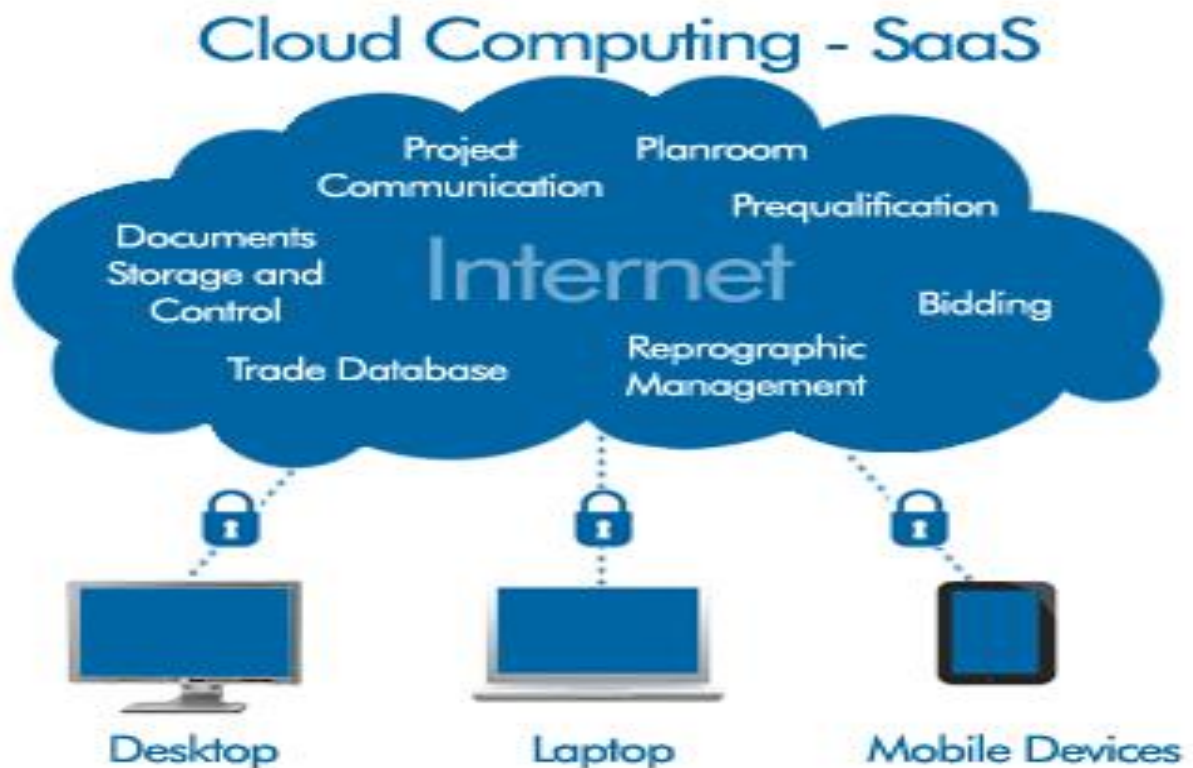 Cloud Computing - SaaS
Project
Communication
Planroom
Prequalification
Documents
Storage and
Control
Internet
Bidding
Trade Database
Reprographic
Management
Desktop
Laptop
Mobile Devices